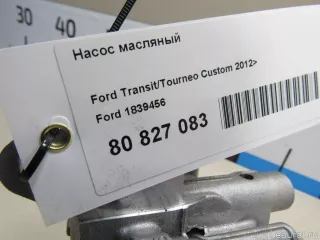 30 40
Насос масляный
Ford Transit/Tourneo Custom 2012>
Ford 1839456
80 827 083